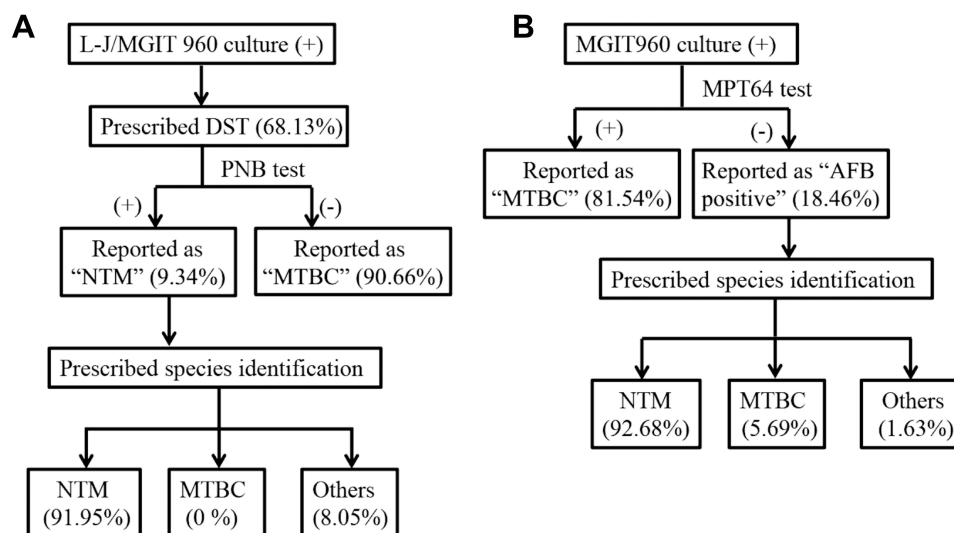 A
L-J/MGIT 960 culture (+)
Prescribed DST (68.13%)
PNB test
(+)
(-)
Reported as
“NTM” (9.34%)
Reported as
“MTBC” (90.66%)
Prescribed species identification
NTM
(91.95%)
MTBC
(0 %)
Others
(8.05%)
B
MGIT960 culture (+)
MPT64 test
(+)
(-)
Reported as
“MTBC” (81.54%)
Reported as “AFB
positive” (18.46%)
Prescribed species identification
NTM
(92.68%)
MTBC
(5.69%)
Others
(1.63%)